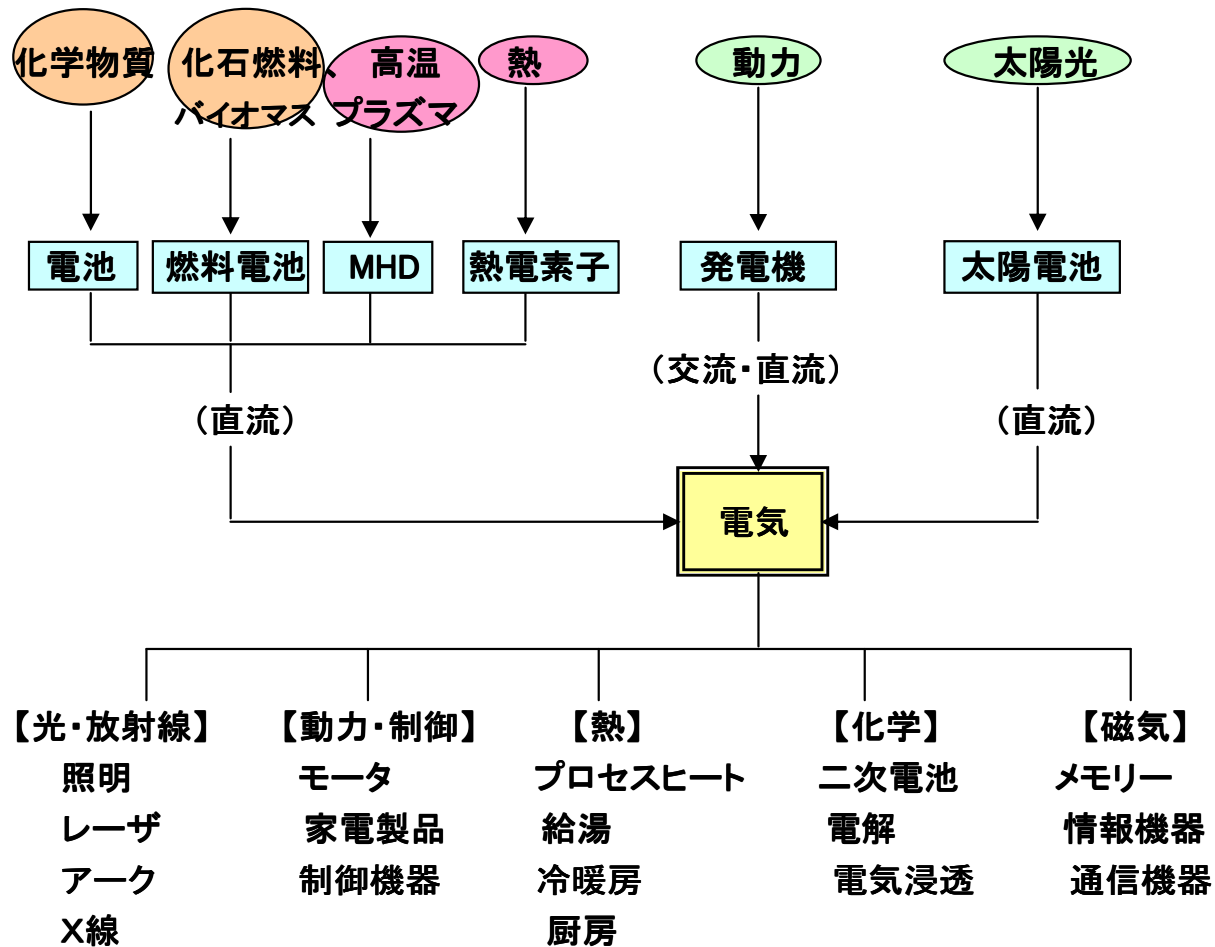 化学物質
化石燃料、
バイオマス
高温
プラズマ
熱
動力
太陽光
電池
燃料電池
MHD
熱電素子
発電機
太陽電池
（直流）
（交流・直流）
（直流）
電気
【光・放射線】
照明
レーザ
アーク
X線
【動力・制御】
モータ
家電製品
制御機器
【熱】
プロセスヒート
給湯
冷暖房
厨房
【化学】
二次電池
電解
電気浸透
【磁気】
メモリー
情報機器
通信機器